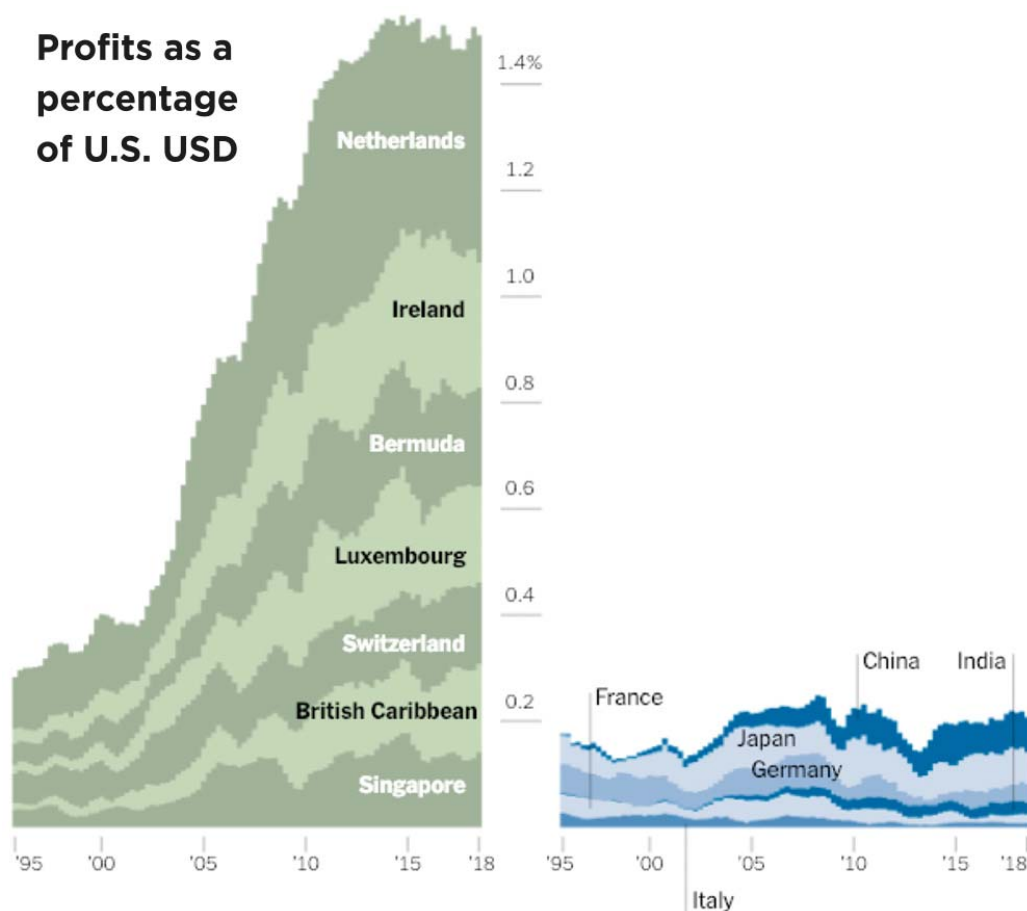 Profits as a
percentage
of U.S. USD
1.4%
1.2
1.0
0.8
0.6
0.4
0.2
Netherlands
Ireland
Bermuda
Luxembourg
Switzerland
British Caribbean
Singapore
'95
'00
'05
'10
'15
'18
France
China
India
Japan
Germany
'95
'00
'05
'10
'15
'18
Italy